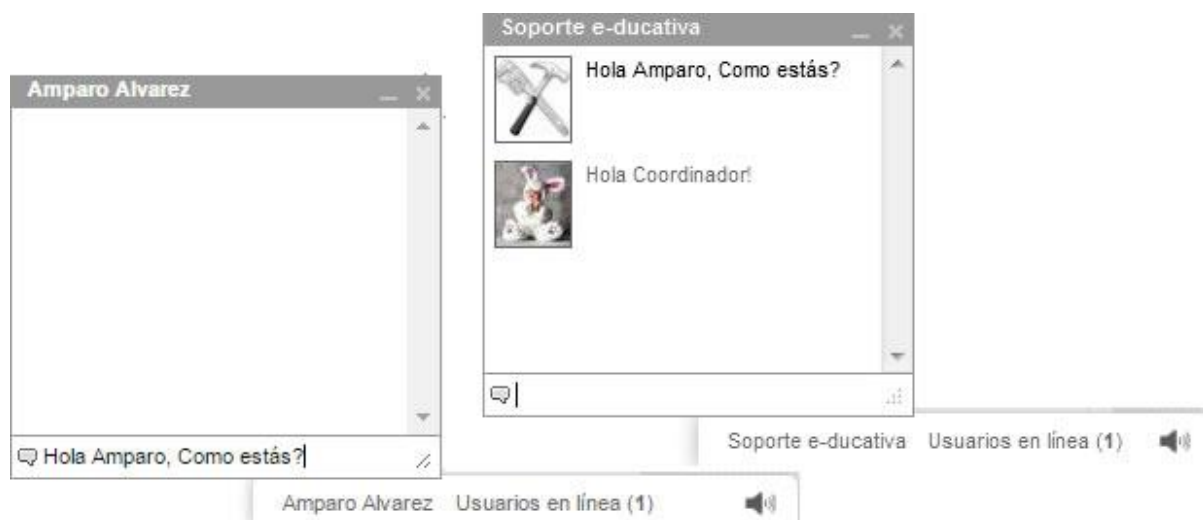 Amparo Alvarez
Hola Amparo, Como estás?
Amparo Alvarez Usuarios en línea (1)
Soporte e-ducativa
Hola Amparo, Como estás?
Hola Coordinador!
Soporte e-ducativa Usuarios en línea (1)